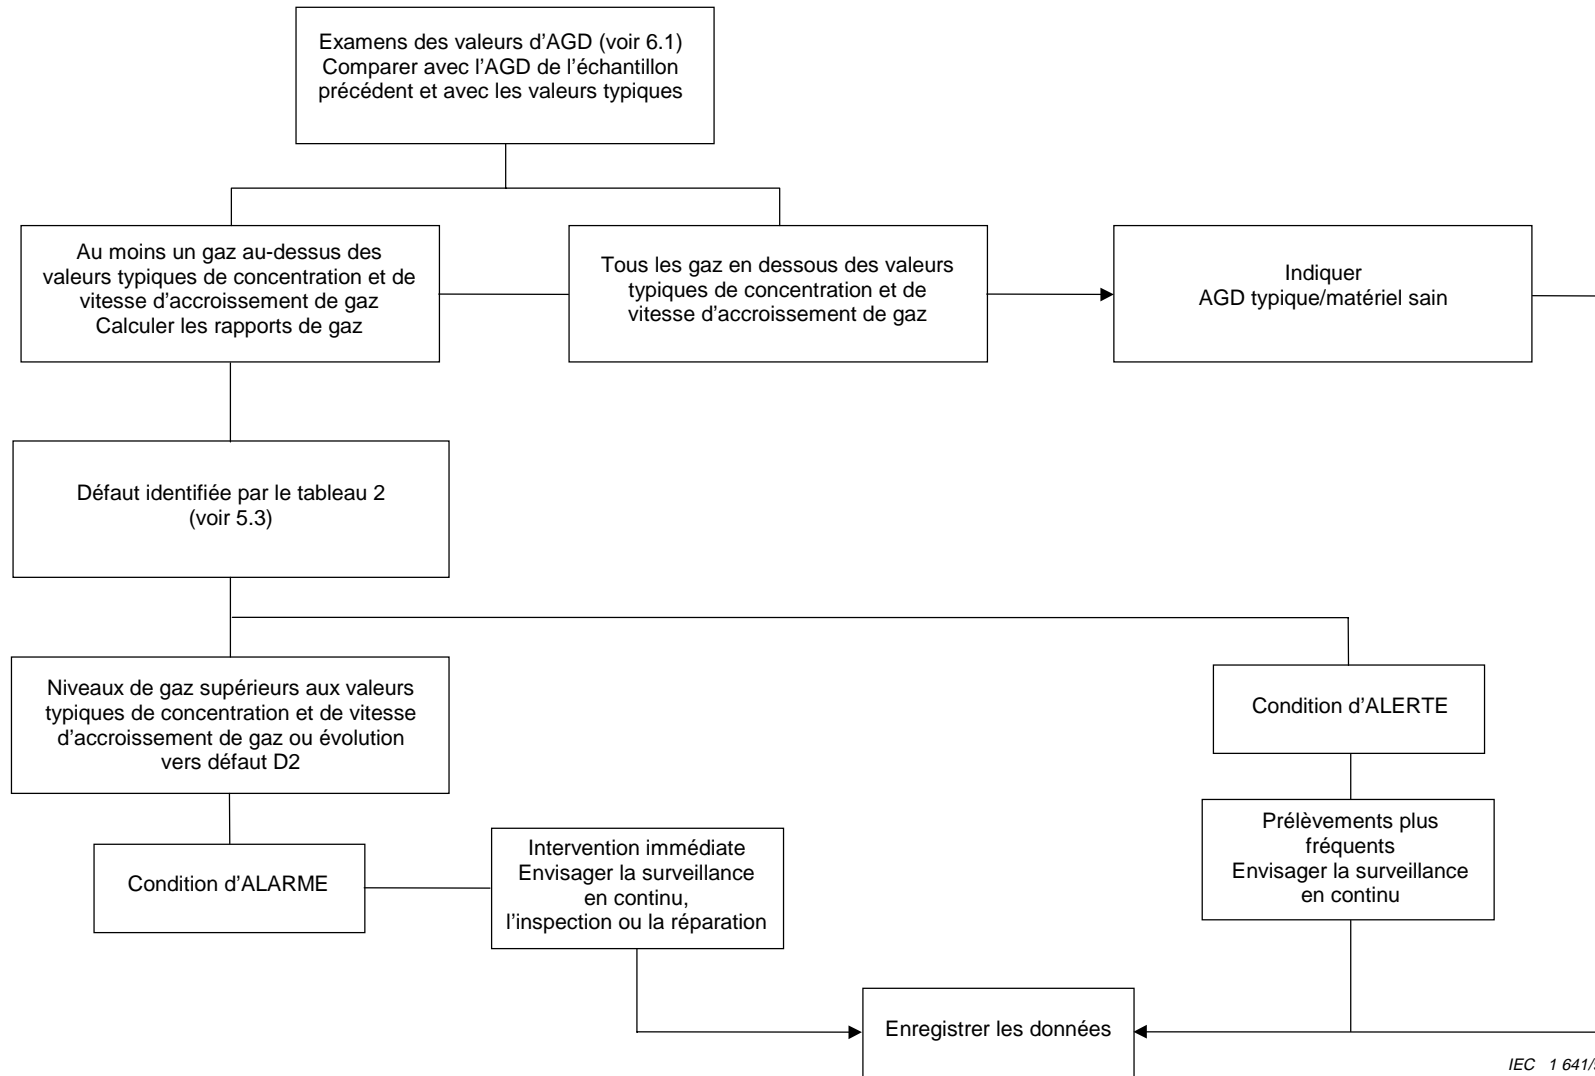 Examens des valeurs d'AGD (voir 6.1)
Comparer avec l'AGD de l'échantillon
précédent et avec les valeurs typiques
Au moins un gaz au-dessus des
valeurs typiques de concentration et de
vitesse d'accroissement de gaz
Calculer les rapports de gaz
Tous les gaz en dessous des valeurs
typiques de concentration et de
vitesse d'accroissement de gaz
Indiquer
AGD typique/matériel sain
Défaut identifiée par le tableau 2
(voir 5.3)
Niveaux de gaz supérieurs aux valeurs
typiques de concentration et de vitesse
d'accroissement de gaz ou évolution
vers défaut D2
Condition d'ALERTE
Prélèvements plus
fréquents
Envisager la surveillance
en continu
Condition d'ALARME
Intervention immédiate
Envisager la surveillance
en continu,
l'inspection ou la réparation
Enregistrer les données
IEC 1 641/